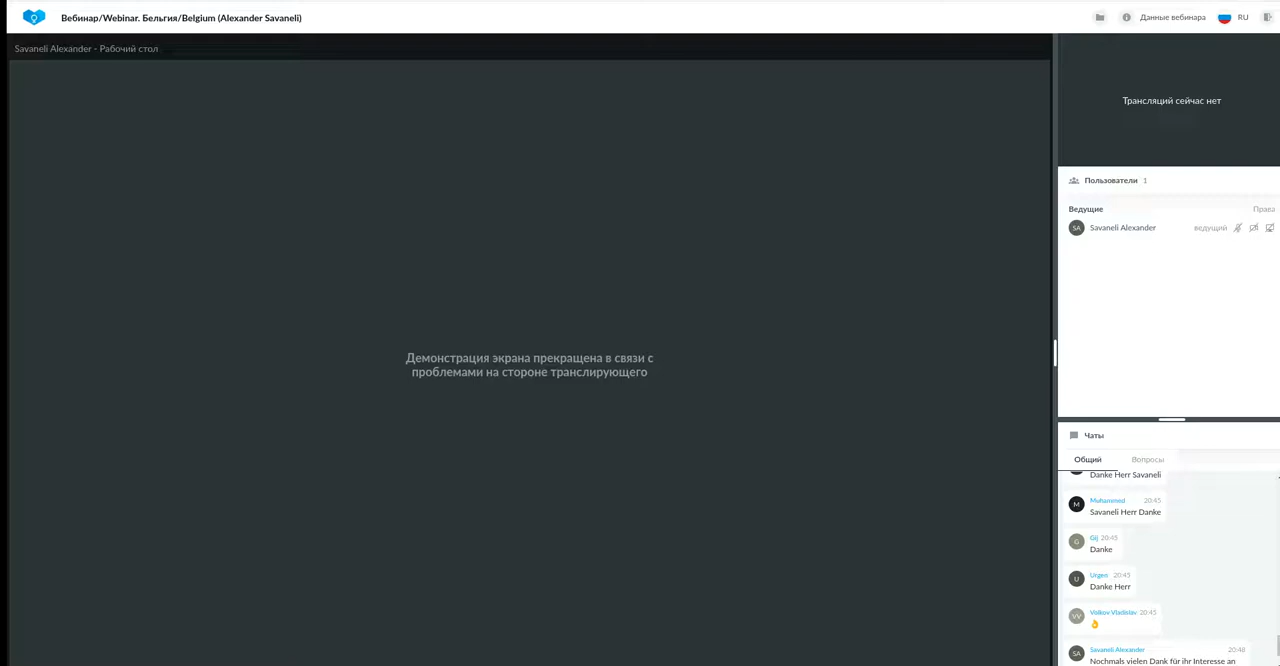 Вебинар/Webinar. Бельгия/Belgium (Alexander Savaneli)
Данные вебинара
RU
Savaneli Alexander - Рабочий стол
Трансляций сейчас нет
Пользователи 1
Ведущие
Права
SA
Savaneli Alexander
ведущий
Демонстрация экрана прекращена в связи с
проблемами на стороне транслирующего
Чаты
Общий
Вопросы
Danke Herr Savaneli
M
Muhammed 20:45
Savaneli Herr Danke
G
Gij 20:45
Danke
U
Urgen 20:45
Danke Herr
VV
Volkov Vladislav 20:45
👌
SA
Savaneli Alexander 20:48
Nochmals vielen Dank für ihr Interesse an